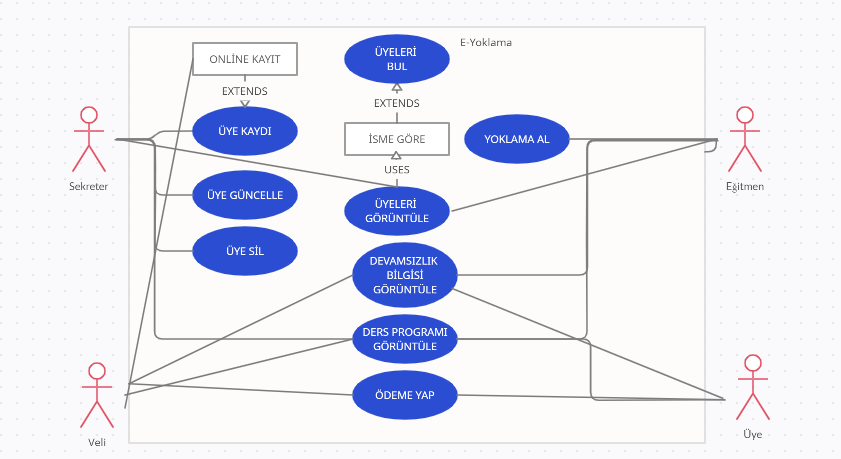 E-Yoklama
ONLİNE KAYIT
EXTENDS
ÜYE KAYDI
ÜYE GÜNCELLE
ÜYE SİL
ÜYELERİ
BUL
EXTENDS
İSME GÖRE
USES
ÜYELERİ
GÖRÜNTÜLE
YOKLAMA AL
DEVAMSIZLIK
BİLGİSİ
GÖRÜNTÜLE
DERS PROGRAMI
GÖRÜNTÜLE
ÖDEME YAP
Sekreter
Eğitmen
Veli
Üye